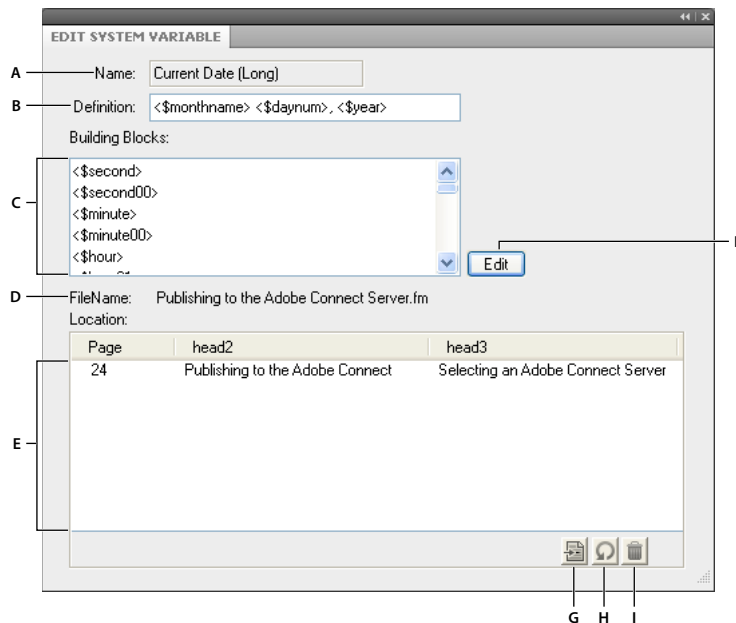 EDIT SYSTEM VARIABLE
A Name: Current Date (Long)
B Definition: <$monthname> <$daynum>, <$year>
Building Blocks:
<$second>
<$second00>
C <$minute>
<$minute00>
<$hour>
Edit
D FileName: Publishing to the Adobe Connect Server.fm
Location:
Page head2 head3
24 Publishing to the Adobe Connect Selecting an Adobe Connect Server
E
G H I